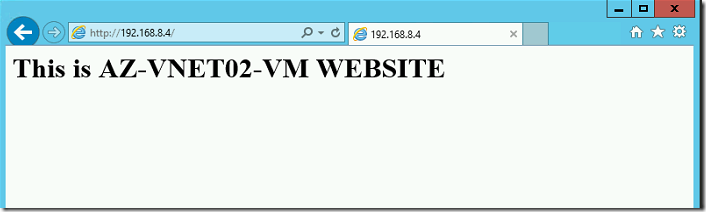 http://192.168.8.4/
192.168.8.4
This is AZ-VNET02-VM WEBSITE